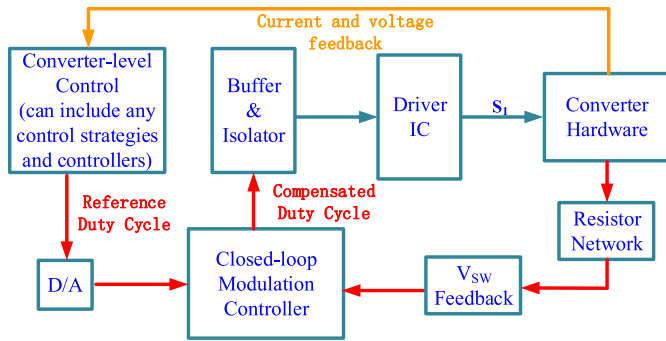 Current and voltage
feedback
Converter-level
Control
(can include any
control strategies
and controllers)
Buffer
&
Isolator
Driver
IC
S₁
Converter
Hardware
Reference
Duty Cycle
Compensated
Duty Cycle
Resistor
Network
D/A
Closed-loop
Modulation
Controller
V_SW
Feedback